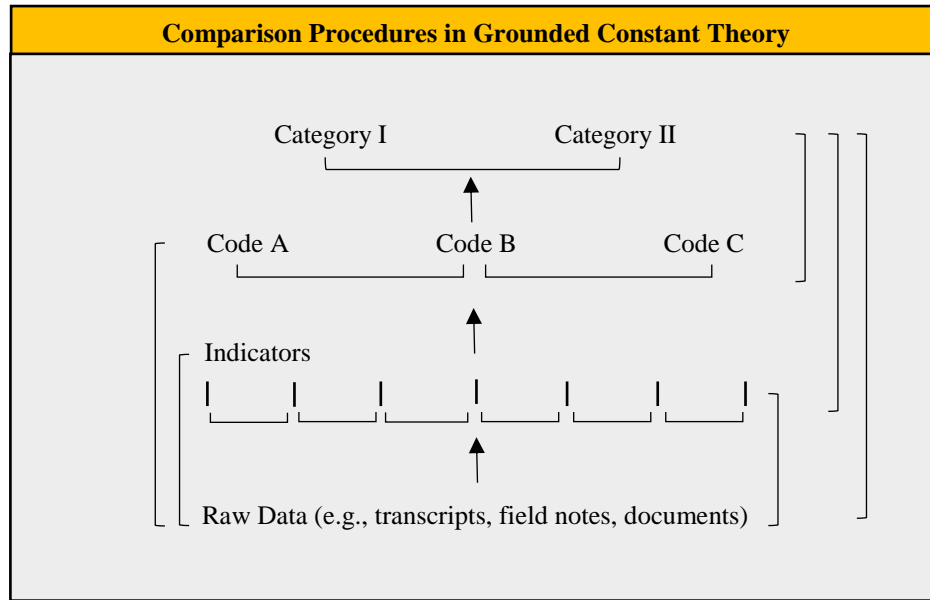 Comparison Procedures in Grounded Constant Theory
Category I Category II
Code A Code B Code C
Indicators
Raw Data (e.g., transcripts, field notes, documents)